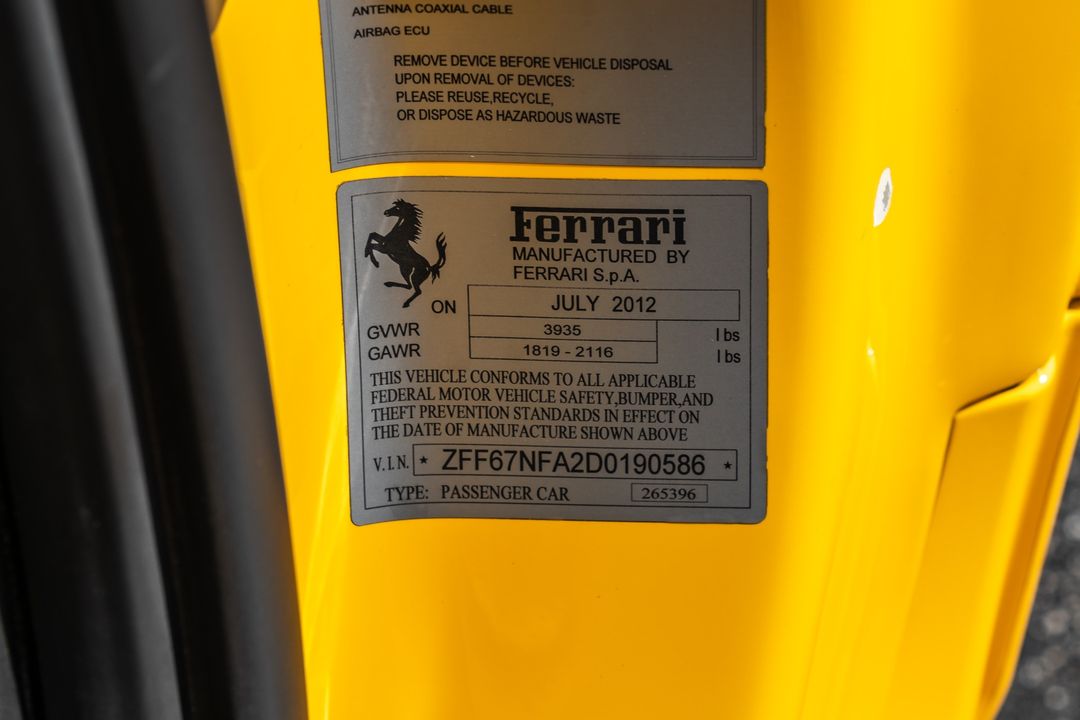 ANTENNA COAXIAL CABLE
AIRBAG ECU
REMOVE DEVICE BEFORE VEHICLE DISPOSAL
UPON REMOVAL OF DEVICES:
PLEASE REUSE,RECYCLE,
OR DISPOSE AS HAZARDOUS WASTE
Ferrari
MANUFACTURED BY
FERRARI S.p.A.
ON JULY 2012
GVWR 3935 lbs
GAWR 1819 - 2116 lbs
THIS VEHICLE CONFORMS TO ALL APPLICABLE
FEDERAL MOTOR VEHICLE SAFETY,BUMPER,AND
THEFT PREVENTION STANDARDS IN EFFECT ON
THE DATE OF MANUFACTURE SHOWN ABOVE
V.I.N. * ZFF67NFA2D0190586 *
TYPE: PASSENGER CAR 265396